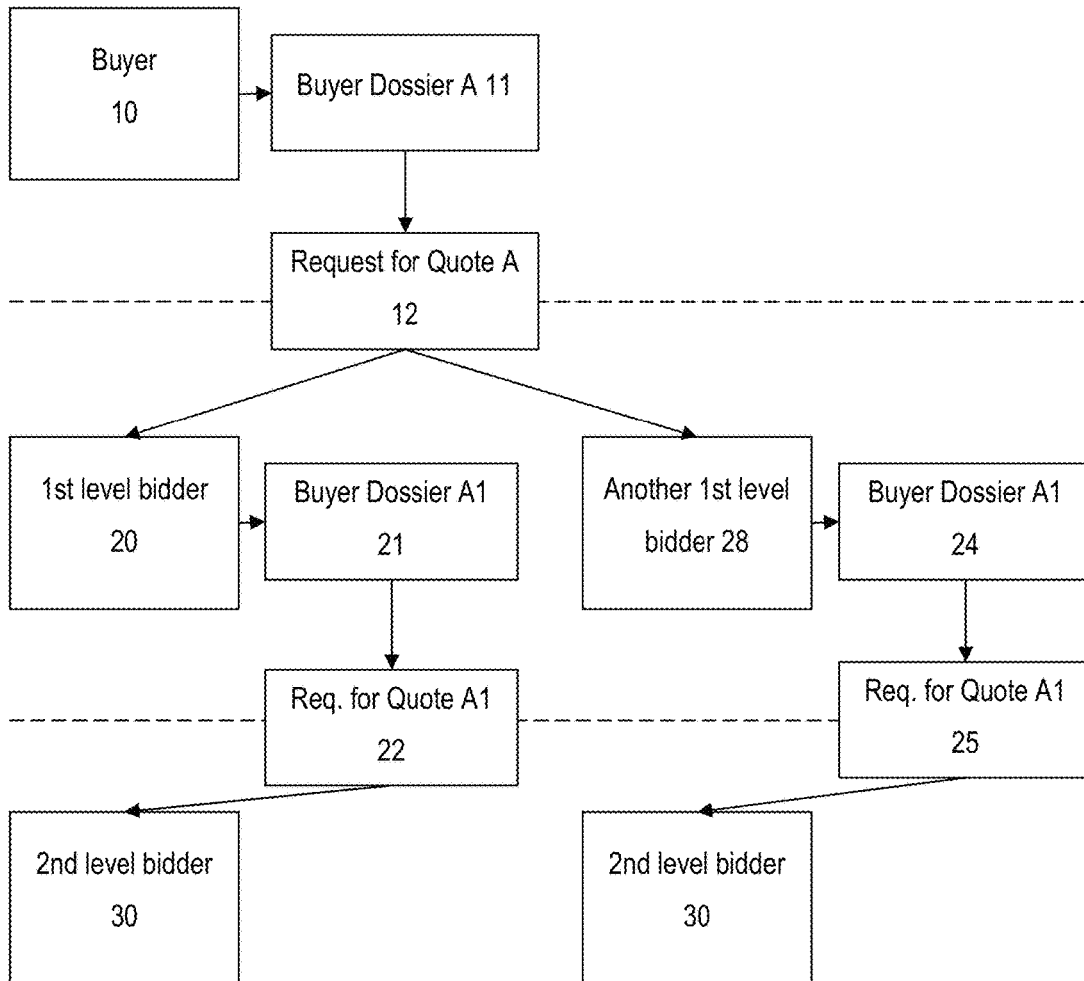 Buyer
10
Buyer Dossier A 11
Request for Quote A
12
1st level bidder
20
Buyer Dossier A1
21
Another 1st level
bidder 28
Buyer Dossier A1
24
Req. for Quote A1
22
Req. for Quote A1
25
2nd level bidder
30
2nd level bidder
30